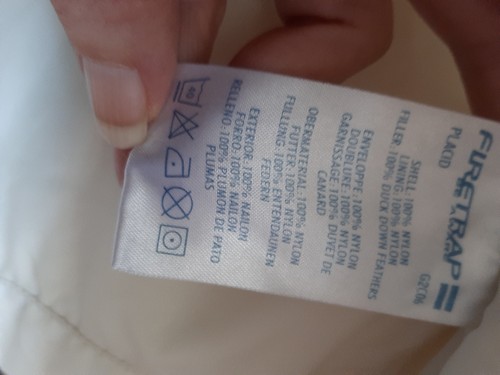 FIRETRAP
PLACID G2C06
SHELL:100% NYLON
LINING:100% NYLON
FILLER: 100% DUCK DOWN FEATHERS
ENVELOPPE:100% NYLON
DOUBLURE:100% NYLON
GARNISSAGE:100% DUVET DE
CANARD
OBERMATERIAL:100% NYLON
FUTTER:100% NYLON
FULLUNG:100% ENTENDAUNEN
FEDERN
EXTERIOR:100% NAILON
FORRO:100% NAILON
RELLENO:100% PLUMON DE PATO
PLUMAS
40